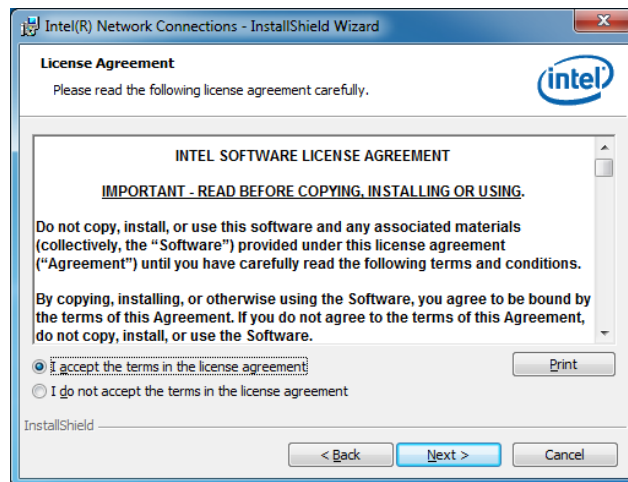 Intel(R) Network Connections - InstallShield Wizard
License Agreement
Please read the following license agreement carefully.
intel
INTEL SOFTWARE LICENSE AGREEMENT
IMPORTANT - READ BEFORE COPYING, INSTALLING OR USING.
Do not copy, install, or use this software and any associated materials
(collectively, the “Software”) provided under this license agreement
(“Agreement”) until you have carefully read the following terms and conditions.
By copying, installing, or otherwise using the Software, you agree to be bound by
the terms of this Agreement. If you do not agree to the terms of this Agreement,
do not copy, install, or use the Software.
I accept the terms in the license agreement
Print
I do not accept the terms in the license agreement
InstallShield
< Back
Next >
Cancel